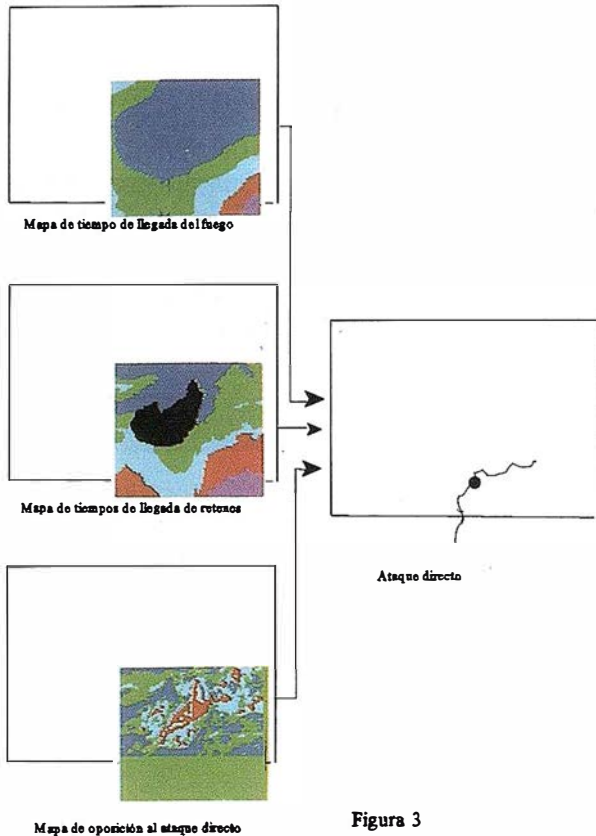 Mapa de tiempo de llegada del fuego
Mapa de tiempos de llegada de retenes
Ataque directo
Mapa de oposición al ataque directo
Figura 3